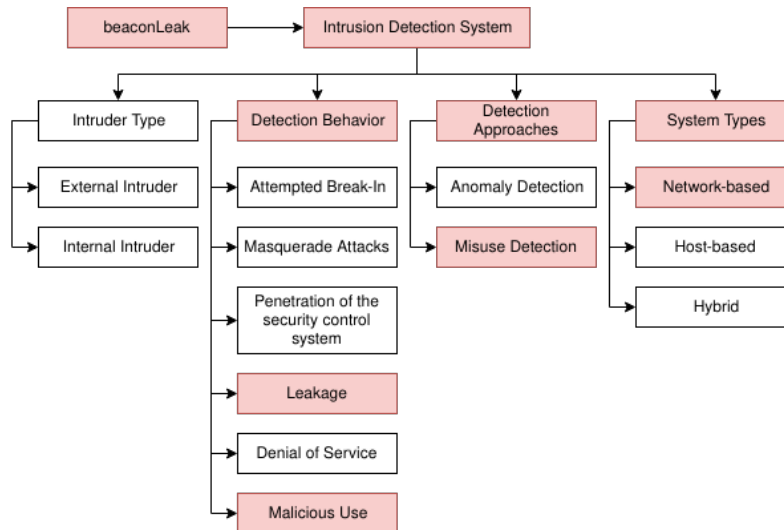 beaconLeak
Intrusion Detection System
Intruder Type
External Intruder
Internal Intruder
Detection Behavior
Attempted Break-In
Masquerade Attacks
Penetration of the
security control
system
Leakage
Denial of Service
Malicious Use
Detection
Approaches
Anomaly Detection
Misuse Detection
System Types
Network-based
Host-based
Hybrid